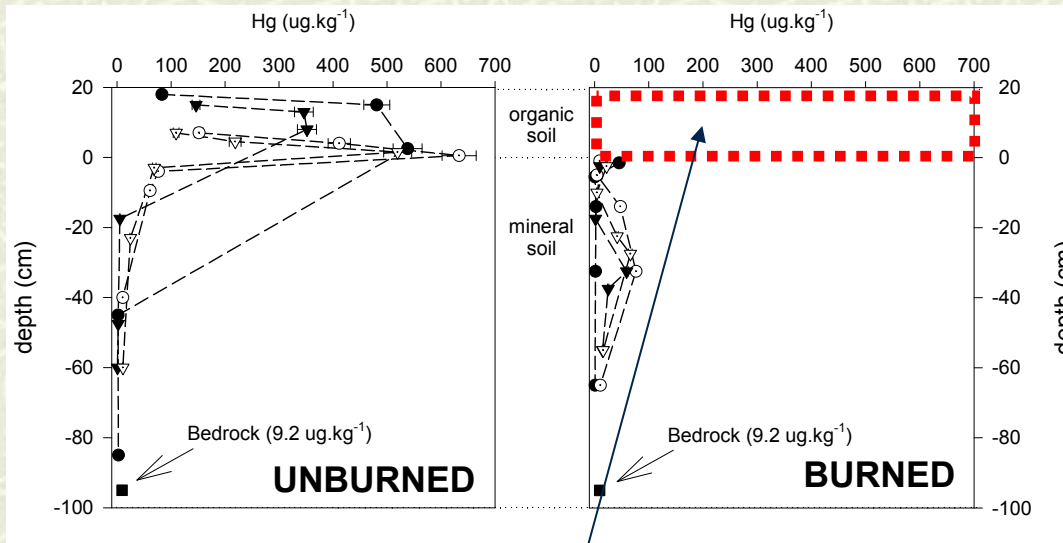 Hg (ug.kg-1)
0 100 200 300 400 500 600 700
20
0
-20
-40
-60
-80
-100
depth (cm)
Bedrock (9.2 ug.kg-1)
UNBURNED
organic
soil
mineral
soil
Hg (ug.kg-1)
0 100 200 300 400 500 600 700
20
0
-20
-40
-60
-80
-100
depth (cm)
Bedrock (9.2 ug.kg-1)
BURNED